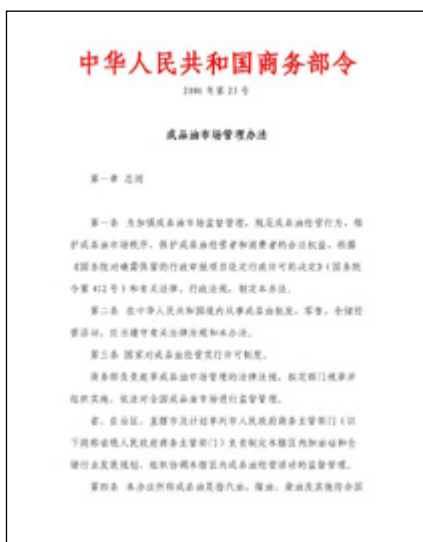 中华人民共和国商务部令
2006 年第 23 号
成品油市场管理办法
第一章 总则
第一条 为加强成品油市场监督管理，规范成品油经营行为，维
护成品油市场秩序，保护成品油经营者和消费者的合法权益，根据
《国务院对确需保留的行政审批项目设定行政许可的决定》（国务院
令第 412 号）和有关法律、行政法规，制定本办法。
第二条 在中华人民共和国境内从事成品油批发、零售、仓储经
营活动，应当遵守有关法律法规和本办法。
第三条 国家对成品油经营实行许可制度。
商务部负责起草成品油市场管理的法律法规，拟定部门规章并
组织实施，依法对全国成品油市场进行监督管理。
省、自治区、直辖市及计划单列市人民政府商务主管部门（以
下简称省级人民政府商务主管部门）负责制定本辖区内加油站和仓
储行业发展规划，组织协调本辖区内成品油经营活动的监督管理。
第四条 本办法所称成品油是指汽油、煤油、柴油及其他符合国